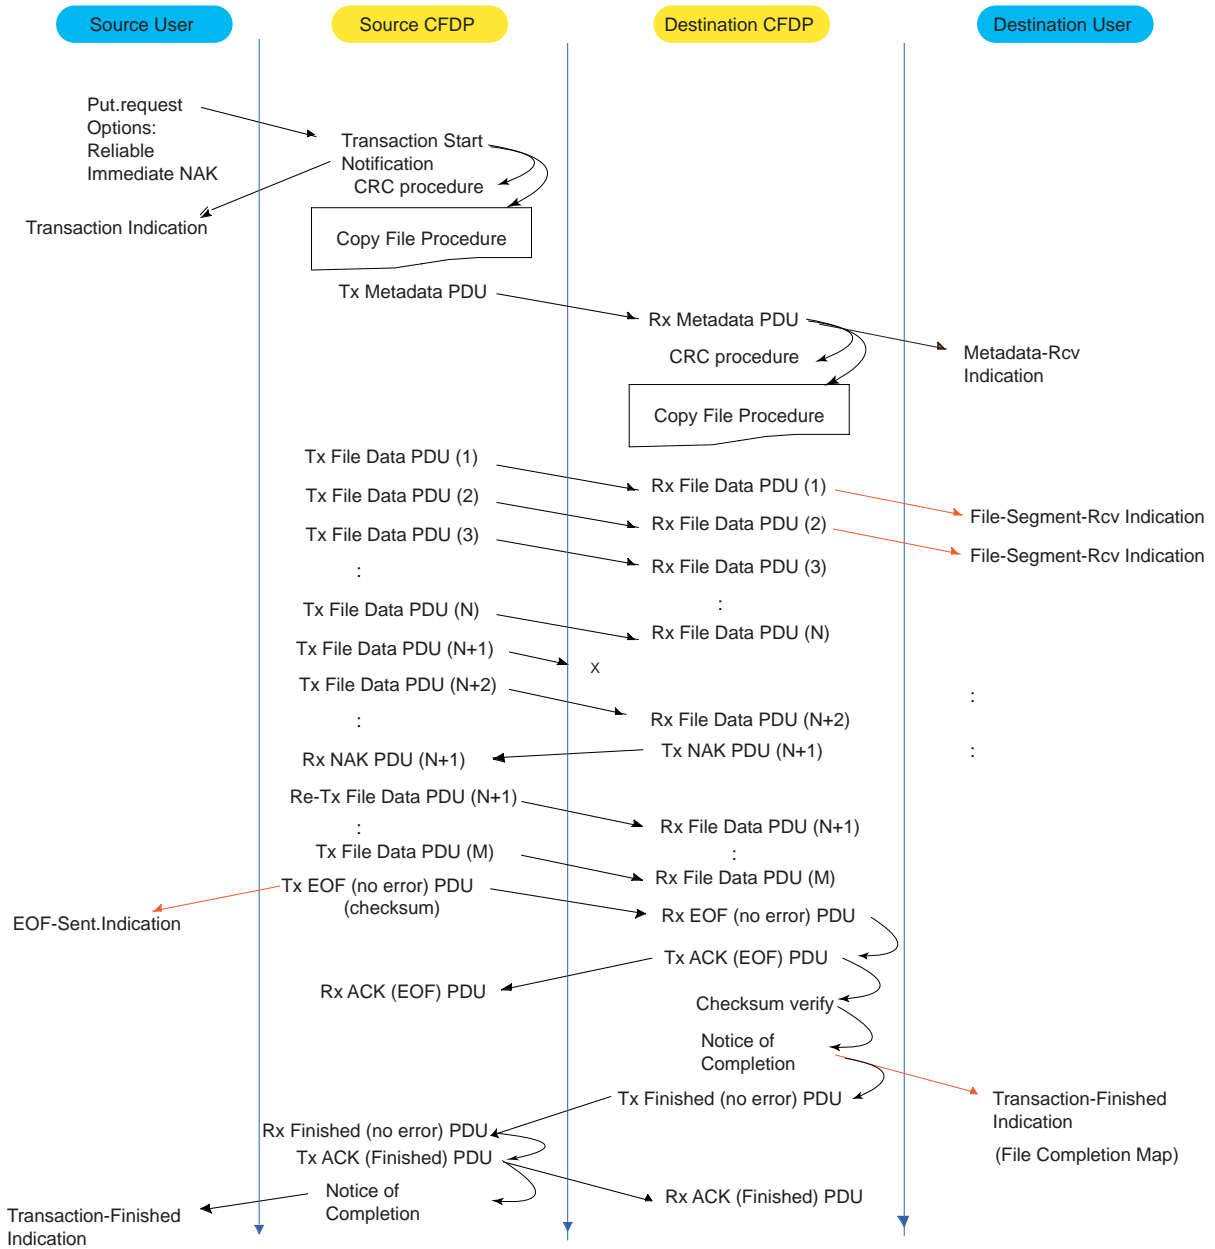 Source User
Source CFDP
Destination CFDP
Destination User
Put.request
Options:
Reliable
Immediate NAK
Transaction Start
Notification
CRC procedure
Transaction Indication
Copy File Procedure
Tx Metadata PDU
Rx Metadata PDU
CRC procedure
Metadata-Rcv
Indication
Copy File Procedure
Tx File Data PDU (1)
Rx File Data PDU (1)
Tx File Data PDU (2)
File-Segment-Rcv Indication
Rx File Data PDU (2)
Tx File Data PDU (3)
File-Segment-Rcv Indication
Rx File Data PDU (3)
:
:
Tx File Data PDU (N)
Rx File Data PDU (N)
Tx File Data PDU (N+1)
X
Tx File Data PDU (N+2)
:
:
Rx File Data PDU (N+2)
Tx NAK PDU (N+1)
:
Rx NAK PDU (N+1)
Re-Tx File Data PDU (N+1)
:
Rx File Data PDU (N+1)
Tx File Data PDU (M)
:
Rx File Data PDU (M)
Tx EOF (no error) PDU
(checksum)
EOF-Sent.Indication
Rx EOF (no error) PDU
Tx ACK (EOF) PDU
Rx ACK (EOF) PDU
Checksum verify
Notice of
Completion
Tx Finished (no error) PDU
Transaction-Finished
Indication
(File Completion Map)
Rx Finished (no error) PDU
Tx ACK (Finished) PDU
Notice of
Completion
Rx ACK (Finished) PDU
Transaction-Finished
Indication